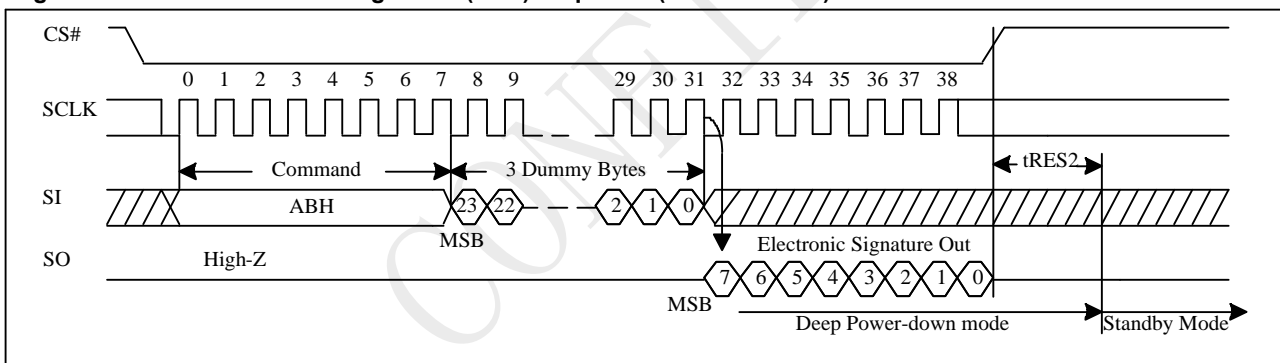 CS#
0 1 2 3 4 5 6 7 8 9 29 30 31 32 33 34 35 36 37 38
SCLK
Command 3 Dummy Bytes tRES2
SI
ABH 23 22 2 1 0
MSB
Electronic Signature Out
SO High-Z
7 6 5 4 3 2 1 0
MSB
Deep Power-down mode Standby Mode